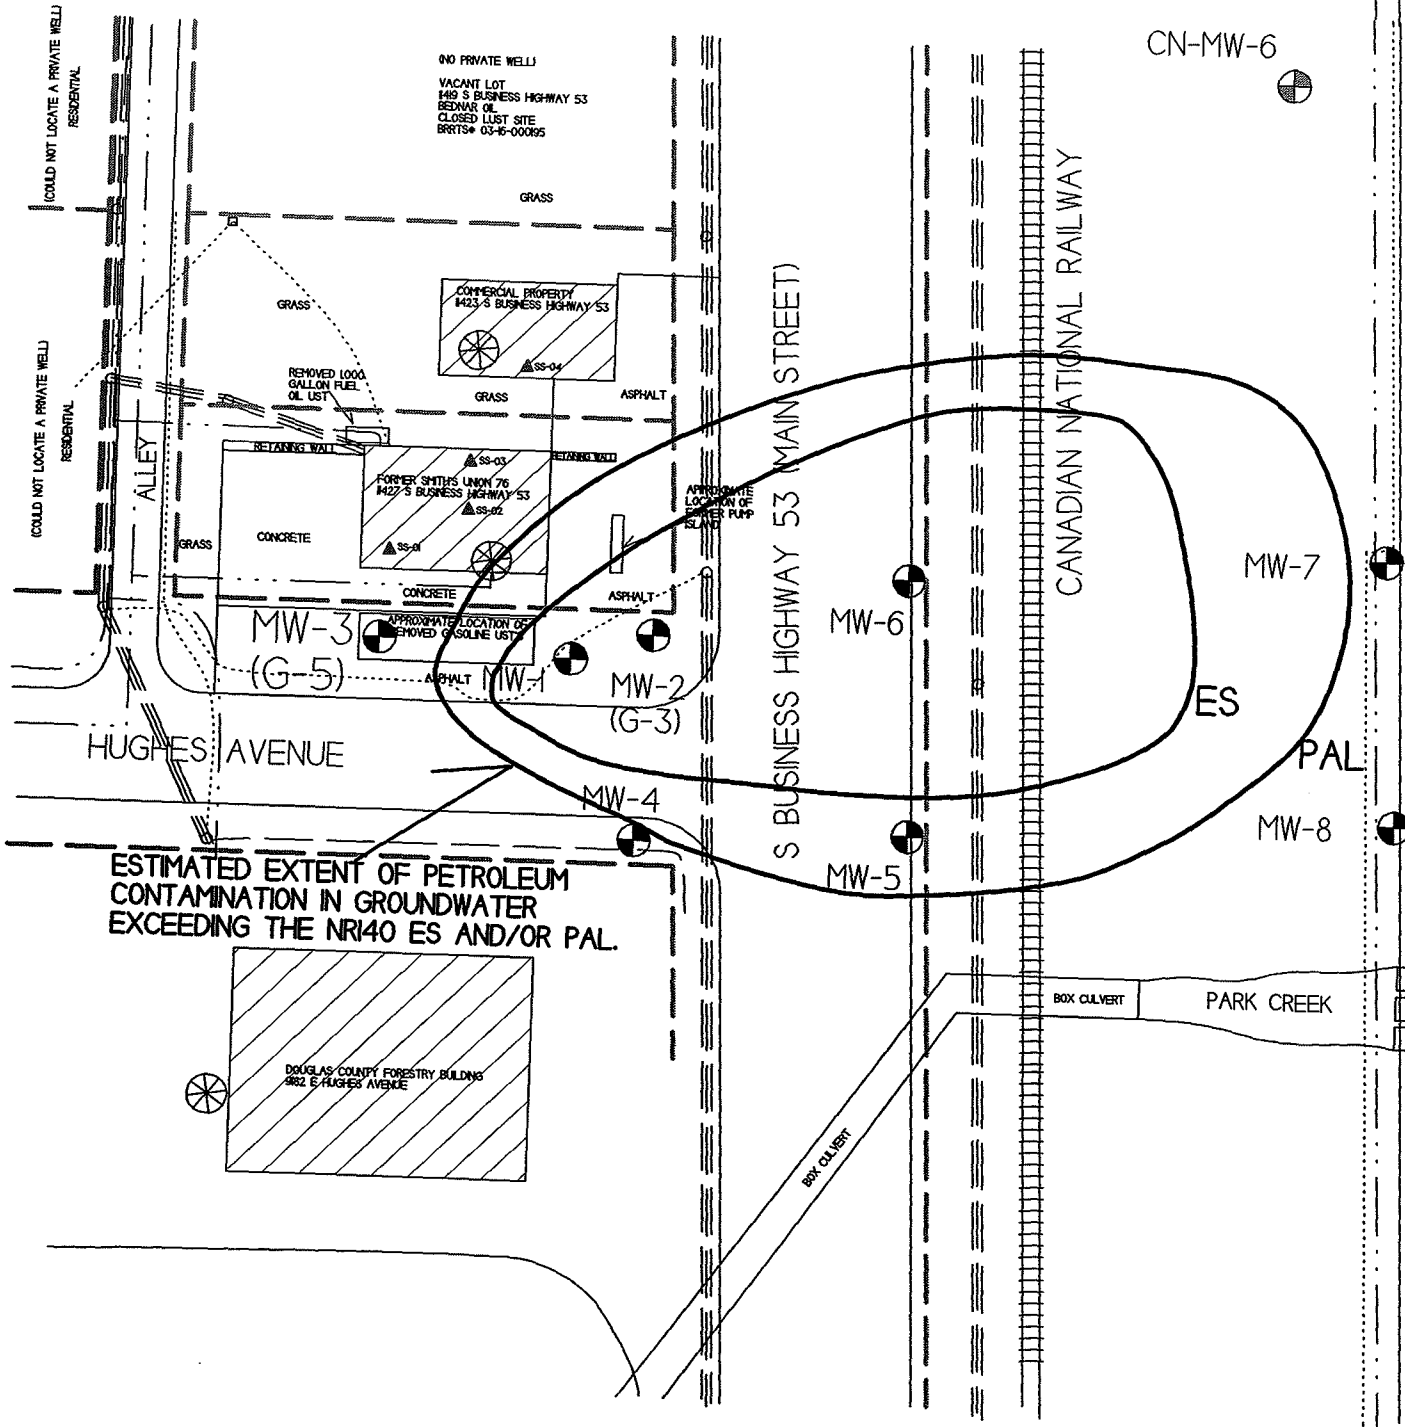 (COULD NOT LOCATE A PRIVATE WELL)
RESIDENTIAL
(NO PRIVATE WELL)
VACANT LOT
11419 S BUSINESS HIGHWAY 53
BEDNAR OIL
CLOSED LUST SITE
BRRTS# 03-16-000195
CN-MW-6
GRASS
COMMERCIAL PROPERTY
11423 S BUSINESS HIGHWAY 53
GRASS
SS-04
REMOVED 1,000
GALLON FUEL
OIL UST
GRASS
ASPHALT
(COULD NOT LOCATE A PRIVATE WELL)
RESIDENTIAL
ALLEY
RETAINING WALL
RETAINING WALL
SS-03
FORMER SMITH'S UNION 76
11427 S BUSINESS HIGHWAY 53
SS-02
SS-01
APPROXIMATE
LOCATION OF
FORMER PUMP
ISLAND
GRASS
CONCRETE
CONCRETE
ASPHALT
S BUSINESS HIGHWAY 53 (MAIN STREET)
CANADIAN NATIONAL RAILWAY
MW-7
MW-6
MW-3
(G-5)
APPROXIMATE LOCATION OF
REMOVED GASOLINE UST'S
ASPHALT
MW-1
MW-2
(G-3)
ES
PAL
HUGHES AVENUE
MW-4
MW-5
MW-8
ESTIMATED EXTENT OF PETROLEUM
CONTAMINATION IN GROUNDWATER
EXCEEDING THE NR140 ES AND/OR PAL.
BOX CULVERT
PARK CREEK
DOUGLAS COUNTY FORESTRY BUILDING
9182 E HUGHES AVENUE
BOX CULVERT